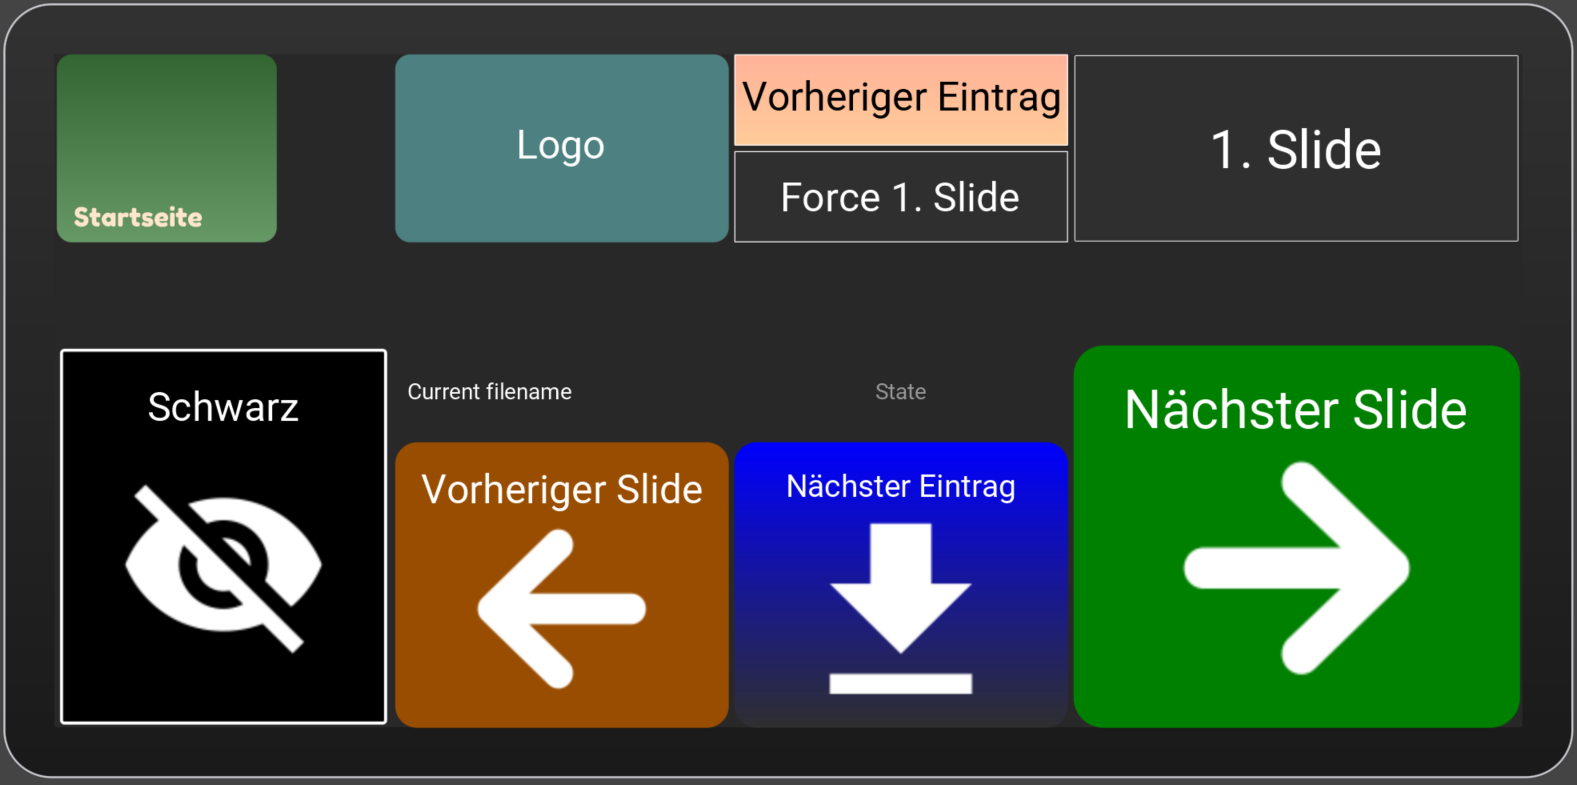 Startseite
Logo
Vorheriger Eintrag
Force 1. Slide
1. Slide
Schwarz
Current filename
State
Vorheriger Slide
Nächster Eintrag
Nächster Slide